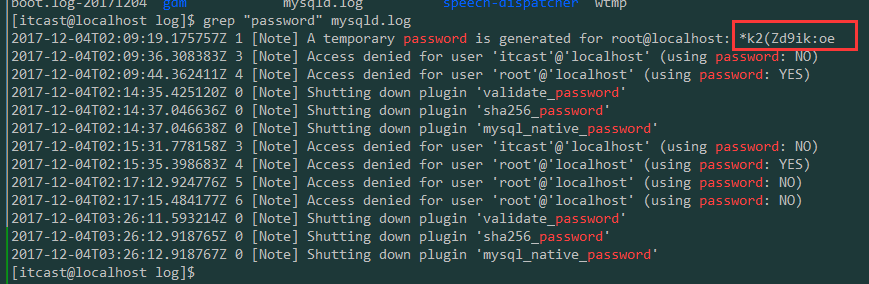 boot.log-20171204 gdm mysqld.log speech-dispatcher wtmp
[itcast@localhost log]$ grep "password" mysqld.log
2017-12-04T02:09:19.175757Z 1 [Note] A temporary password is generated for root@localhost: *k2(Zd9ik:oe
2017-12-04T02:09:36.308383Z 3 [Note] Access denied for user 'itcast'@'localhost' (using password: NO)
2017-12-04T02:09:44.362411Z 4 [Note] Access denied for user 'root'@'localhost' (using password: YES)
2017-12-04T02:14:35.425120Z 0 [Note] Shutting down plugin 'validate_password'
2017-12-04T02:14:37.046636Z 0 [Note] Shutting down plugin 'sha256_password'
2017-12-04T02:14:37.046638Z 0 [Note] Shutting down plugin 'mysql_native_password'
2017-12-04T02:15:31.778158Z 3 [Note] Access denied for user 'itcast'@'localhost' (using password: NO)
2017-12-04T02:15:35.398683Z 4 [Note] Access denied for user 'root'@'localhost' (using password: YES)
2017-12-04T02:17:12.924776Z 5 [Note] Access denied for user 'root'@'localhost' (using password: NO)
2017-12-04T02:17:15.484177Z 6 [Note] Access denied for user 'root'@'localhost' (using password: NO)
2017-12-04T03:26:11.593214Z 0 [Note] Shutting down plugin 'validate_password'
2017-12-04T03:26:12.918765Z 0 [Note] Shutting down plugin 'sha256_password'
2017-12-04T03:26:12.918767Z 0 [Note] Shutting down plugin 'mysql_native_password'
[itcast@localhost log]$